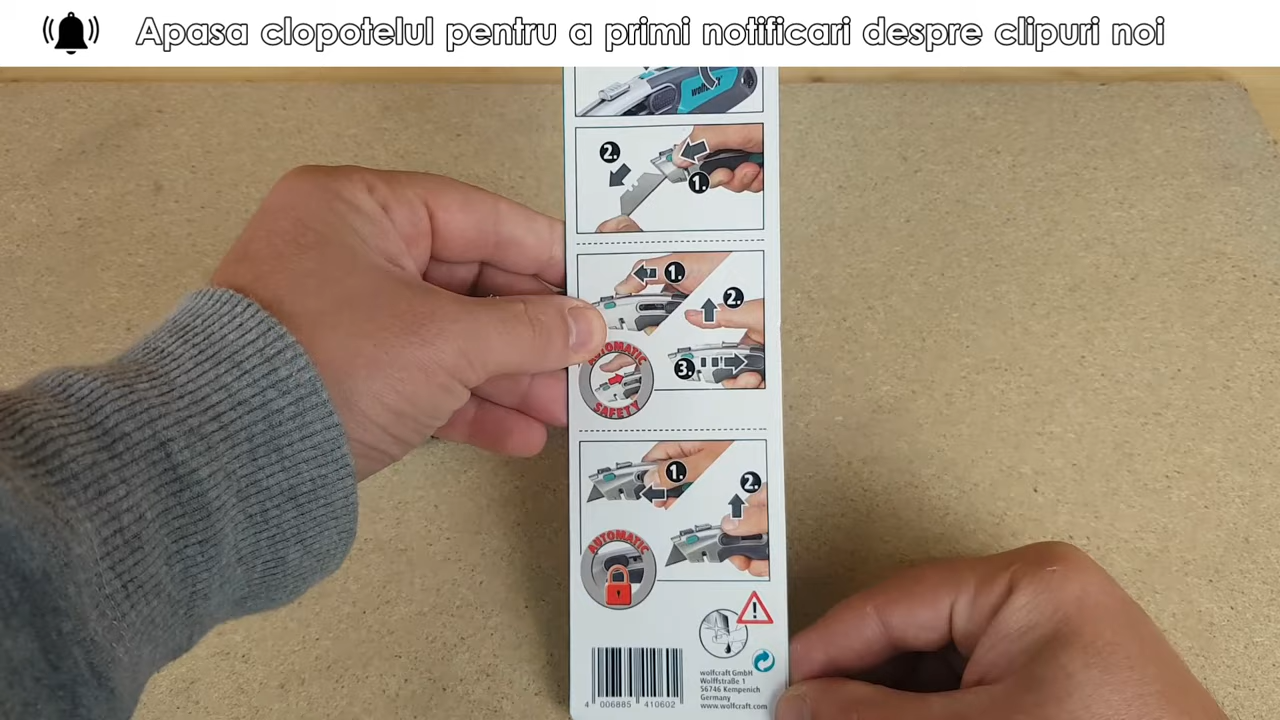 Apasa clopotelul pentru a primi notificari despre clipuri noi
wolfcraft
2.
1.
1.
2.
3.
AUTOMATIC
SAFETY
1.
2.
AUTOMATIC
!
wolfcraft GmbH
Wolffstraße 1
56746 Kempenich
Germany
www.wolfcraft.com
4 006885 410602